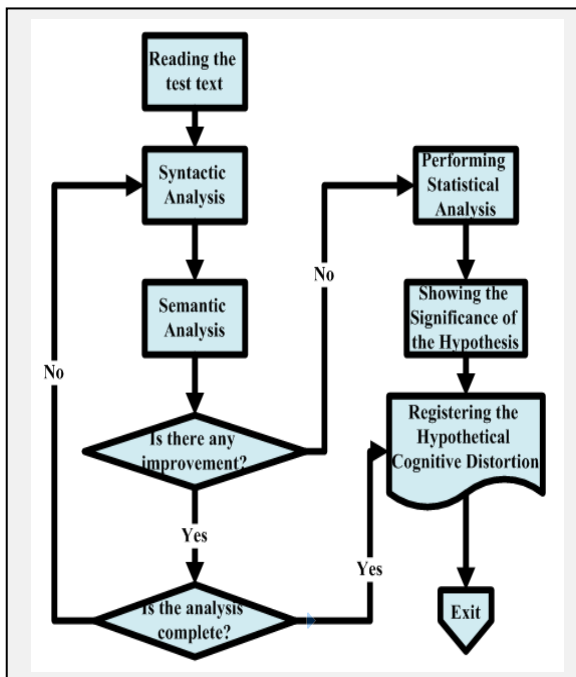 Reading the
test text
Syntactic
Analysis
Semantic
Analysis
Is there any
improvement?
Yes
Is the analysis
complete?
No
No
Yes
Performing
Statistical
Analysis
Showing the
Significance of
the Hypothesis
Registering the
Hypothetical
Cognitive Distortion
Exit